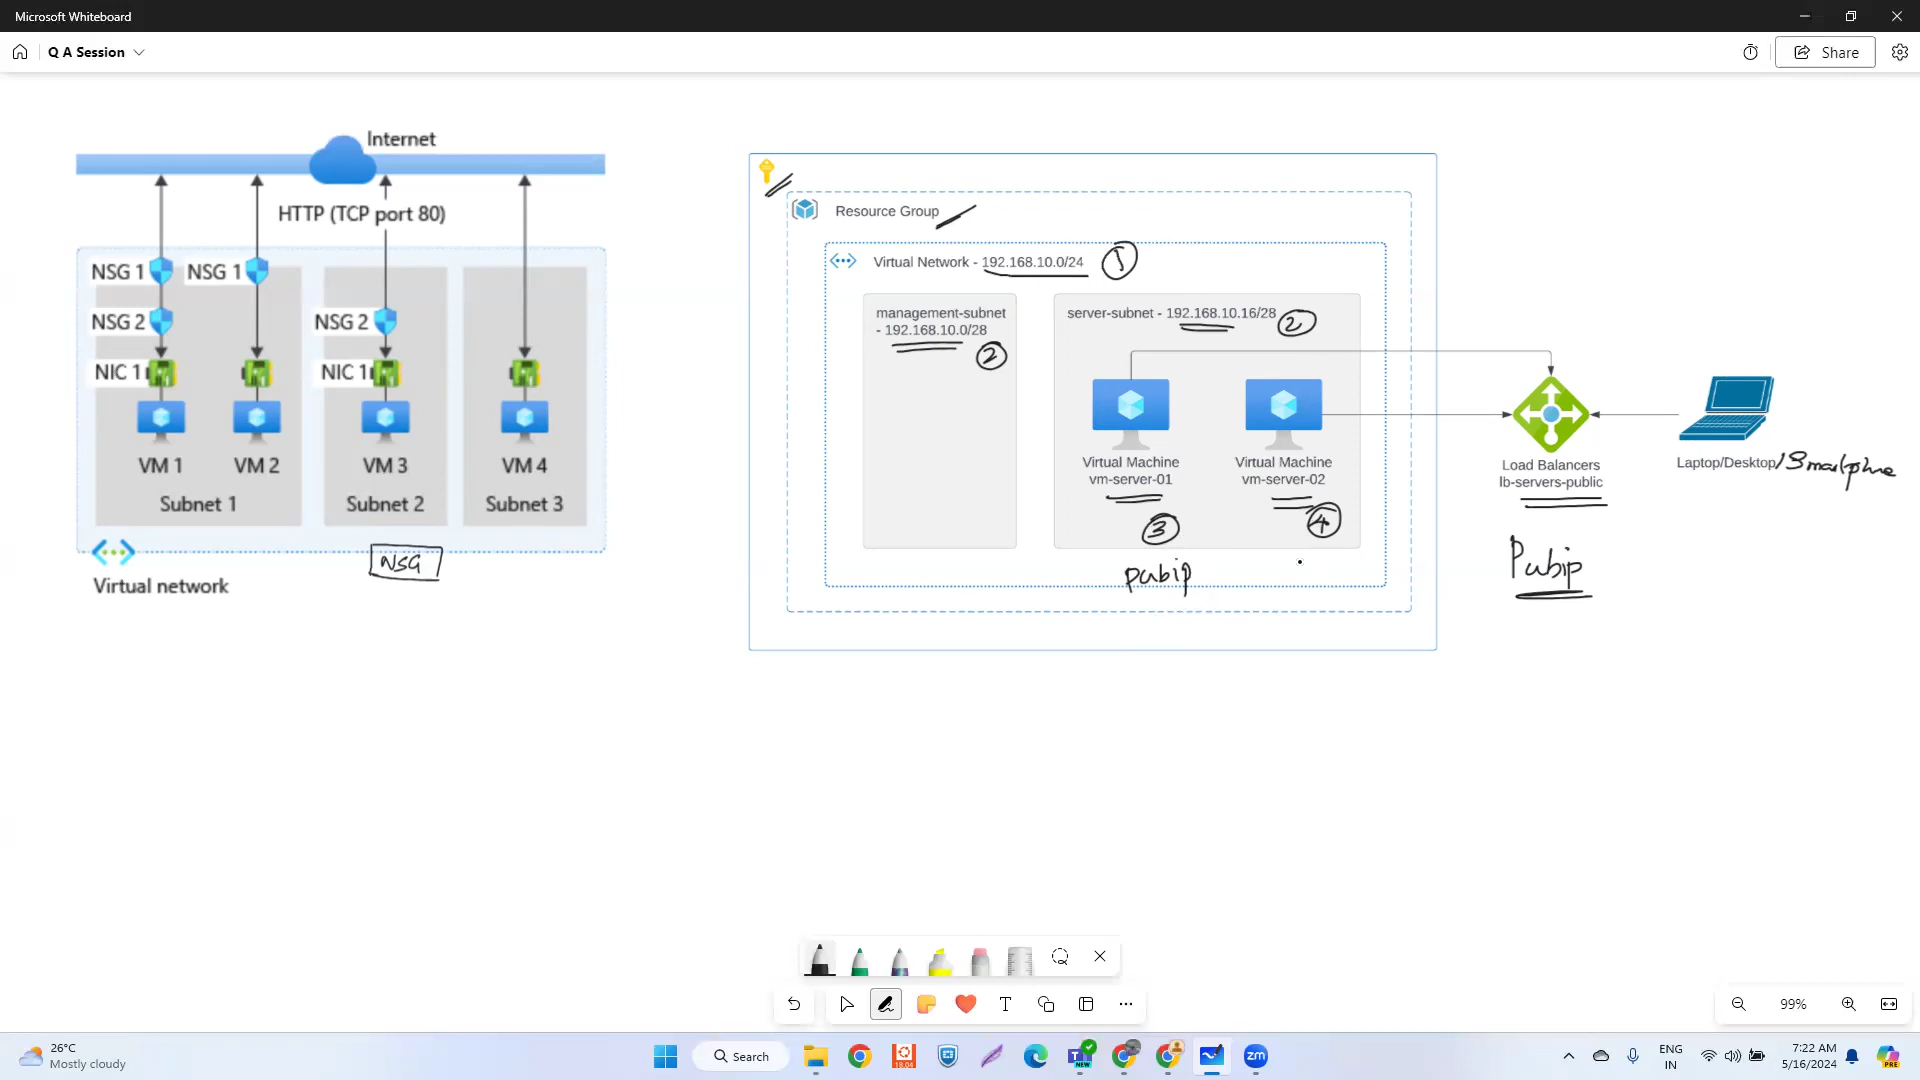 Microsoft Whiteboard
Q A Session
Share
Internet
HTTP (TCP port 80)
NSG 1
NSG 1
NSG 2
NSG 2
NIC 1
NIC 1
VM 1
VM 2
VM 3
VM 4
Subnet 1
Subnet 2
Subnet 3
NSG
Virtual network
Resource Group
Virtual Network - 192.168.10.0/24
1
management-subnet
- 192.168.10.0/28
2
server-subnet - 192.168.10.16/28
2
Virtual Machine
vm-server-01
3
Virtual Machine
vm-server-02
4
pubip
Load Balancers
lb-servers-public
Pubip
Laptop/Desktop/Smartphone
T
99%
26°C
Mostly cloudy
Search
18.04
NEW
zm
ENG
IN
7:22 AM
5/16/2024
PRE